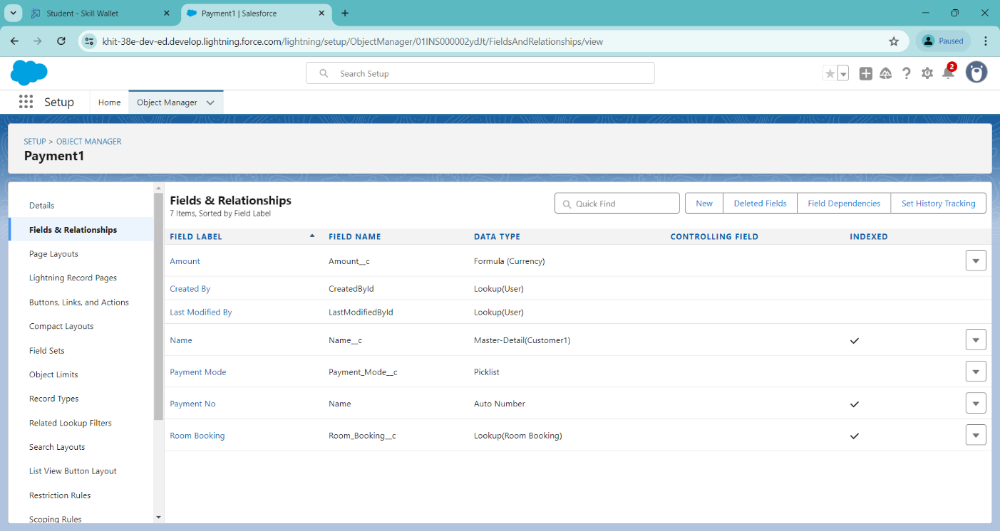 Student - Skill Wallet
Payment1 | Salesforce
khit-38e-dev-ed.develop.lightning.force.com/lightning/setup/ObjectManager/01INS000002ydJt/FieldsAndRelationships/view
Paused
Search Setup
2
Setup
Home
Object Manager
SETUP > OBJECT MANAGER
Payment1
Details
Fields & Relationships
Page Layouts
Lightning Record Pages
Buttons, Links, and Actions
Compact Layouts
Field Sets
Object Limits
Record Types
Related Lookup Filters
Search Layouts
List View Button Layout
Restriction Rules
Scoping Rules
Fields & Relationships
7 Items, Sorted by Field Label
Quick Find
New
Deleted Fields
Field Dependencies
Set History Tracking
FIELD LABEL FIELD NAME DATA TYPE CONTROLLING FIELD INDEXED
Amount Amount__c Formula (Currency)
Created By CreatedById Lookup(User)
Last Modified By LastModifiedById Lookup(User)
Name Name__c Master-Detail(Customer1)
Payment Mode Payment_Mode__c Picklist
Payment No Name Auto Number
Room Booking Room_Booking__c Lookup(Room Booking)